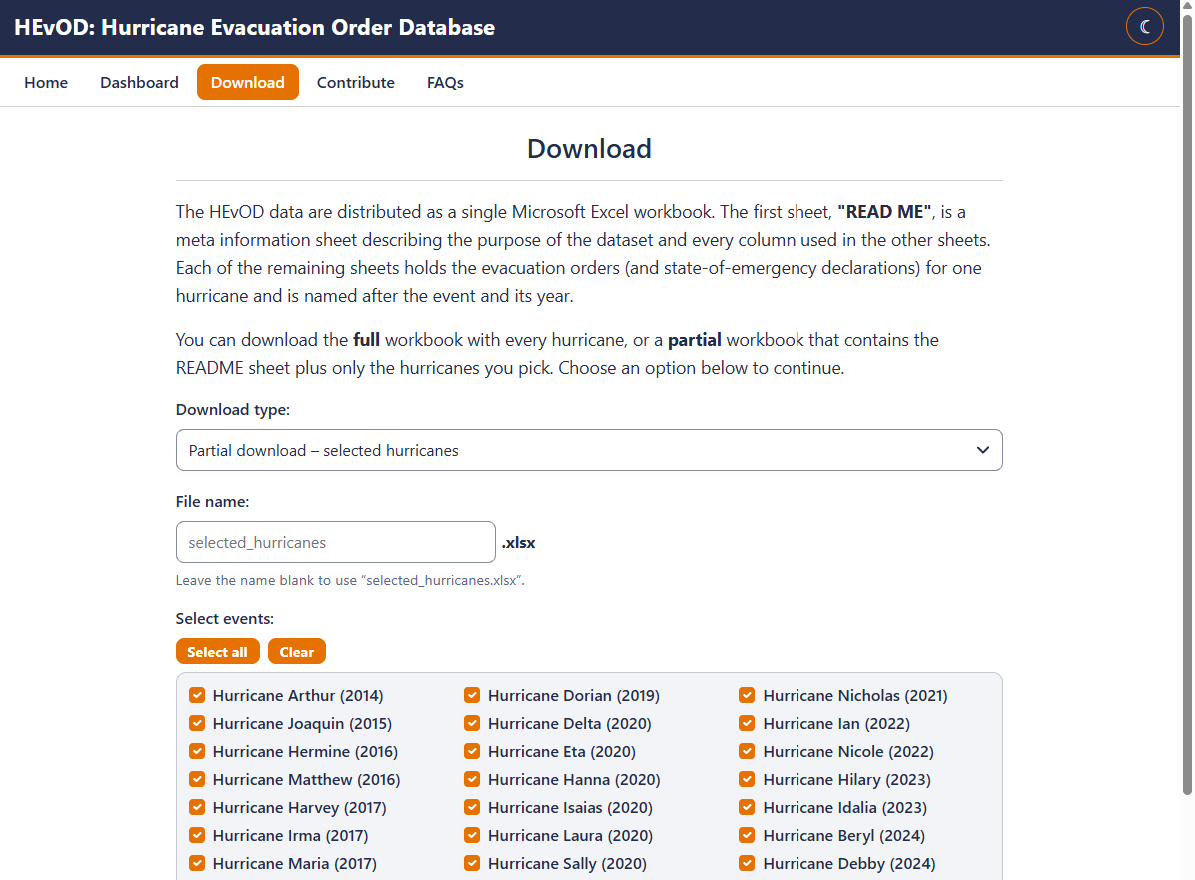 HEvOD: Hurricane Evacuation Order Database
Home Dashboard Download Contribute FAQs
Download
The HEvOD data are distributed as a single Microsoft Excel workbook. The first sheet, "READ ME", is a
meta information sheet describing the purpose of the dataset and every column used in the other sheets.
Each of the remaining sheets holds the evacuation orders (and state-of-emergency declarations) for one
hurricane and is named after the event and its year.
You can download the full workbook with every hurricane, or a partial workbook that contains the
README sheet plus only the hurricanes you pick. Choose an option below to continue.
Download type:
Partial download – selected hurricanes
File name:
selected_hurricanes .xlsx
Leave the name blank to use “selected_hurricanes.xlsx”.
Select events:
Select all Clear
Hurricane Arthur (2014) Hurricane Dorian (2019) Hurricane Nicholas (2021)
Hurricane Joaquin (2015) Hurricane Delta (2020) Hurricane Ian (2022)
Hurricane Hermine (2016) Hurricane Eta (2020) Hurricane Nicole (2022)
Hurricane Matthew (2016) Hurricane Hanna (2020) Hurricane Hilary (2023)
Hurricane Harvey (2017) Hurricane Isaias (2020) Hurricane Idalia (2023)
Hurricane Irma (2017) Hurricane Laura (2020) Hurricane Beryl (2024)
Hurricane Maria (2017) Hurricane Sally (2020) Hurricane Debby (2024)